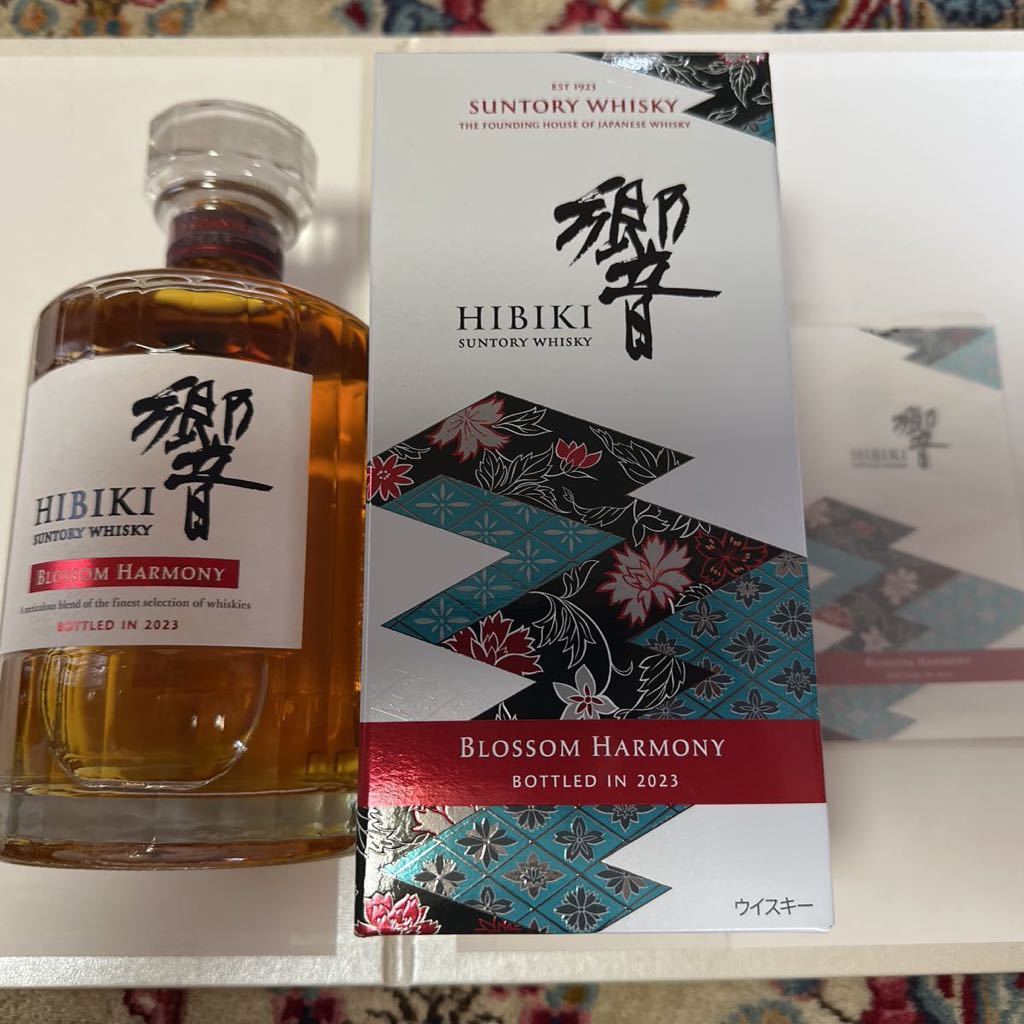 響
HIBIKI
SUNTORY WHISKY
BLOSSOM HARMONY
A meticulous blend of the finest selection of whiskies
BOTTLED IN 2023
EST 1923
SUNTORY WHISKY
THE FOUNDING HOUSE OF JAPANESE WHISKY
響
HIBIKI
SUNTORY WHISKY
BLOSSOM HARMONY
BOTTLED IN 2023
ウイスキー
響
HIBIKI
SUNTORY WHISKY
BLOSSOM HARMONY